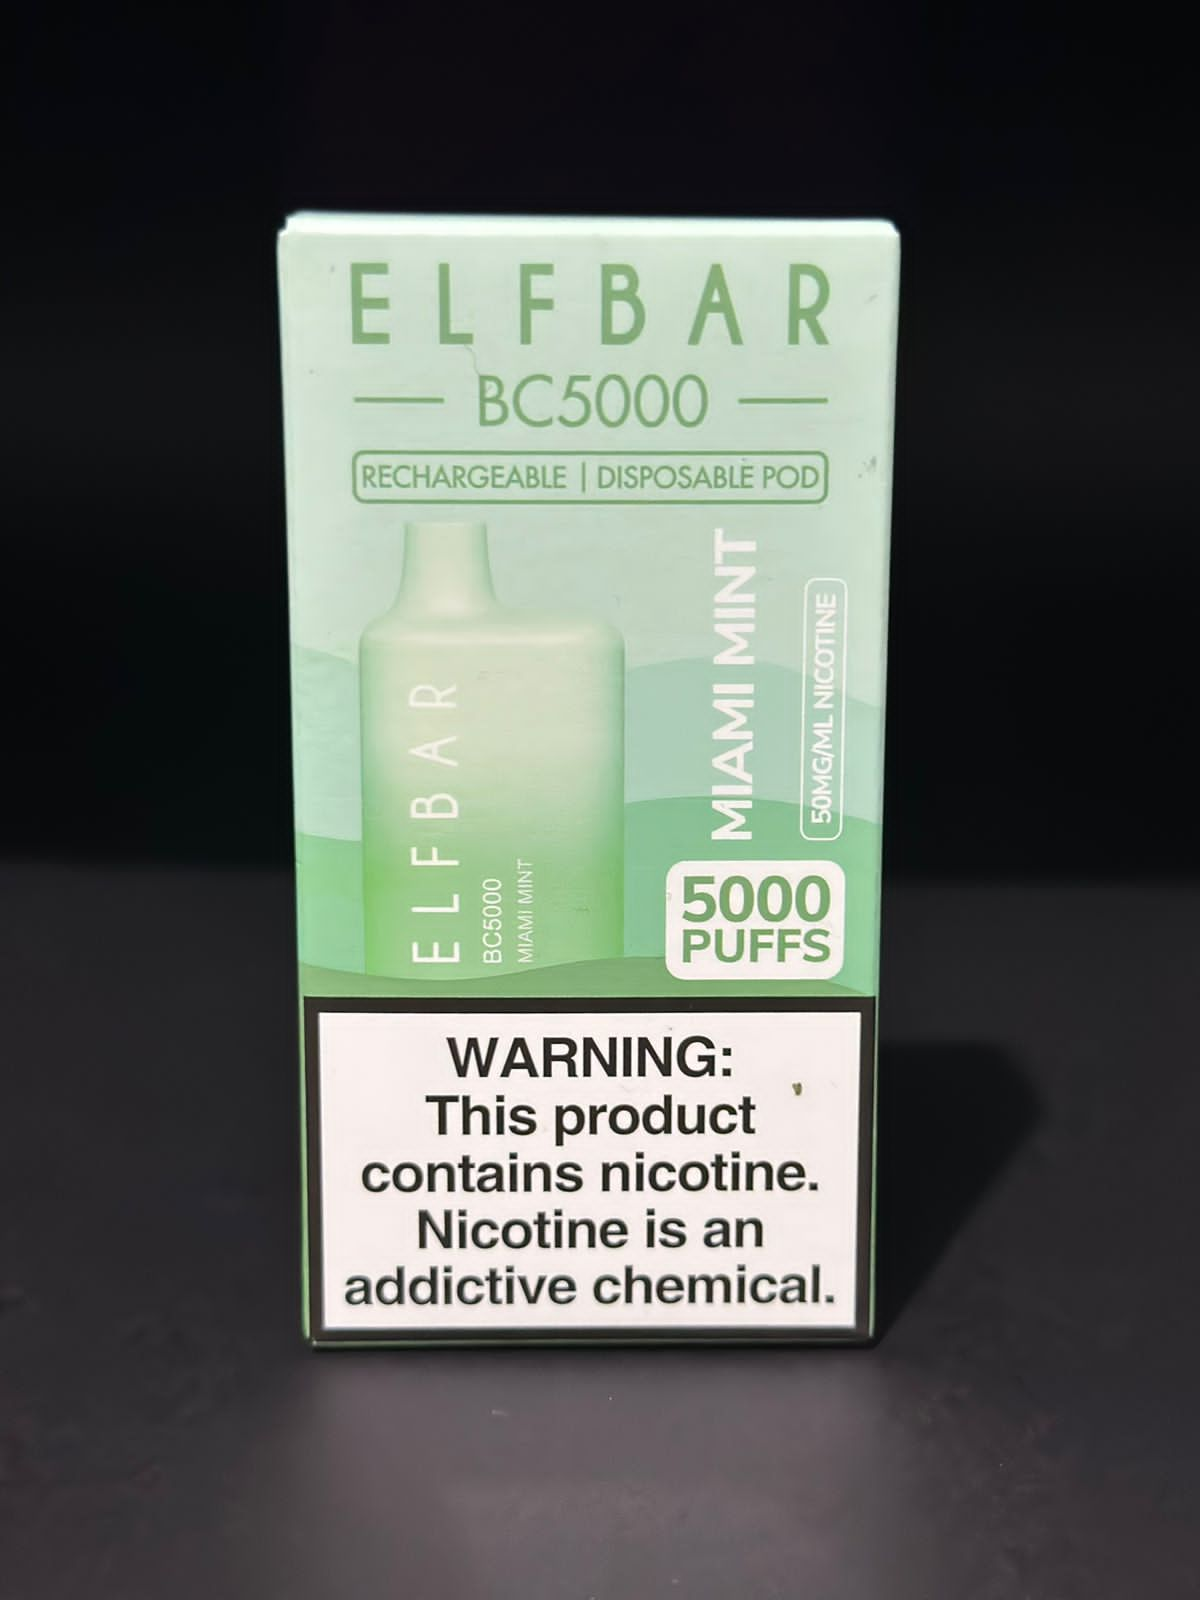 ELFBAR
BC5000
RECHARGEABLE | DISPOSABLE POD
ELFBAR
BC5000
MIAMI MINT
MIAMI MINT
50MG/ML NICOTINE
5000
PUFFS
WARNING:
This product
contains nicotine.
Nicotine is an
addictive chemical.